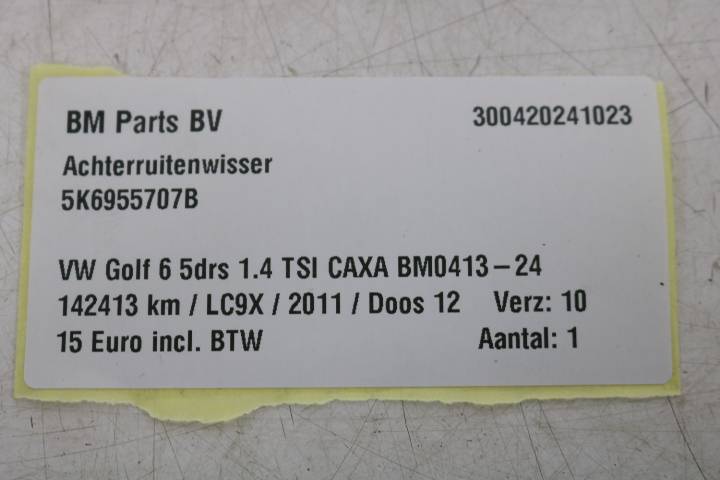 BM Parts BV 300420241023
Achterruitenwisser
5K6955707B
VW Golf 6 5drs 1.4 TSI CAXA BM0413-24
142413 km / LC9X / 2011 / Doos 12 Verz: 10
15 Euro incl. BTW Aantal: 1